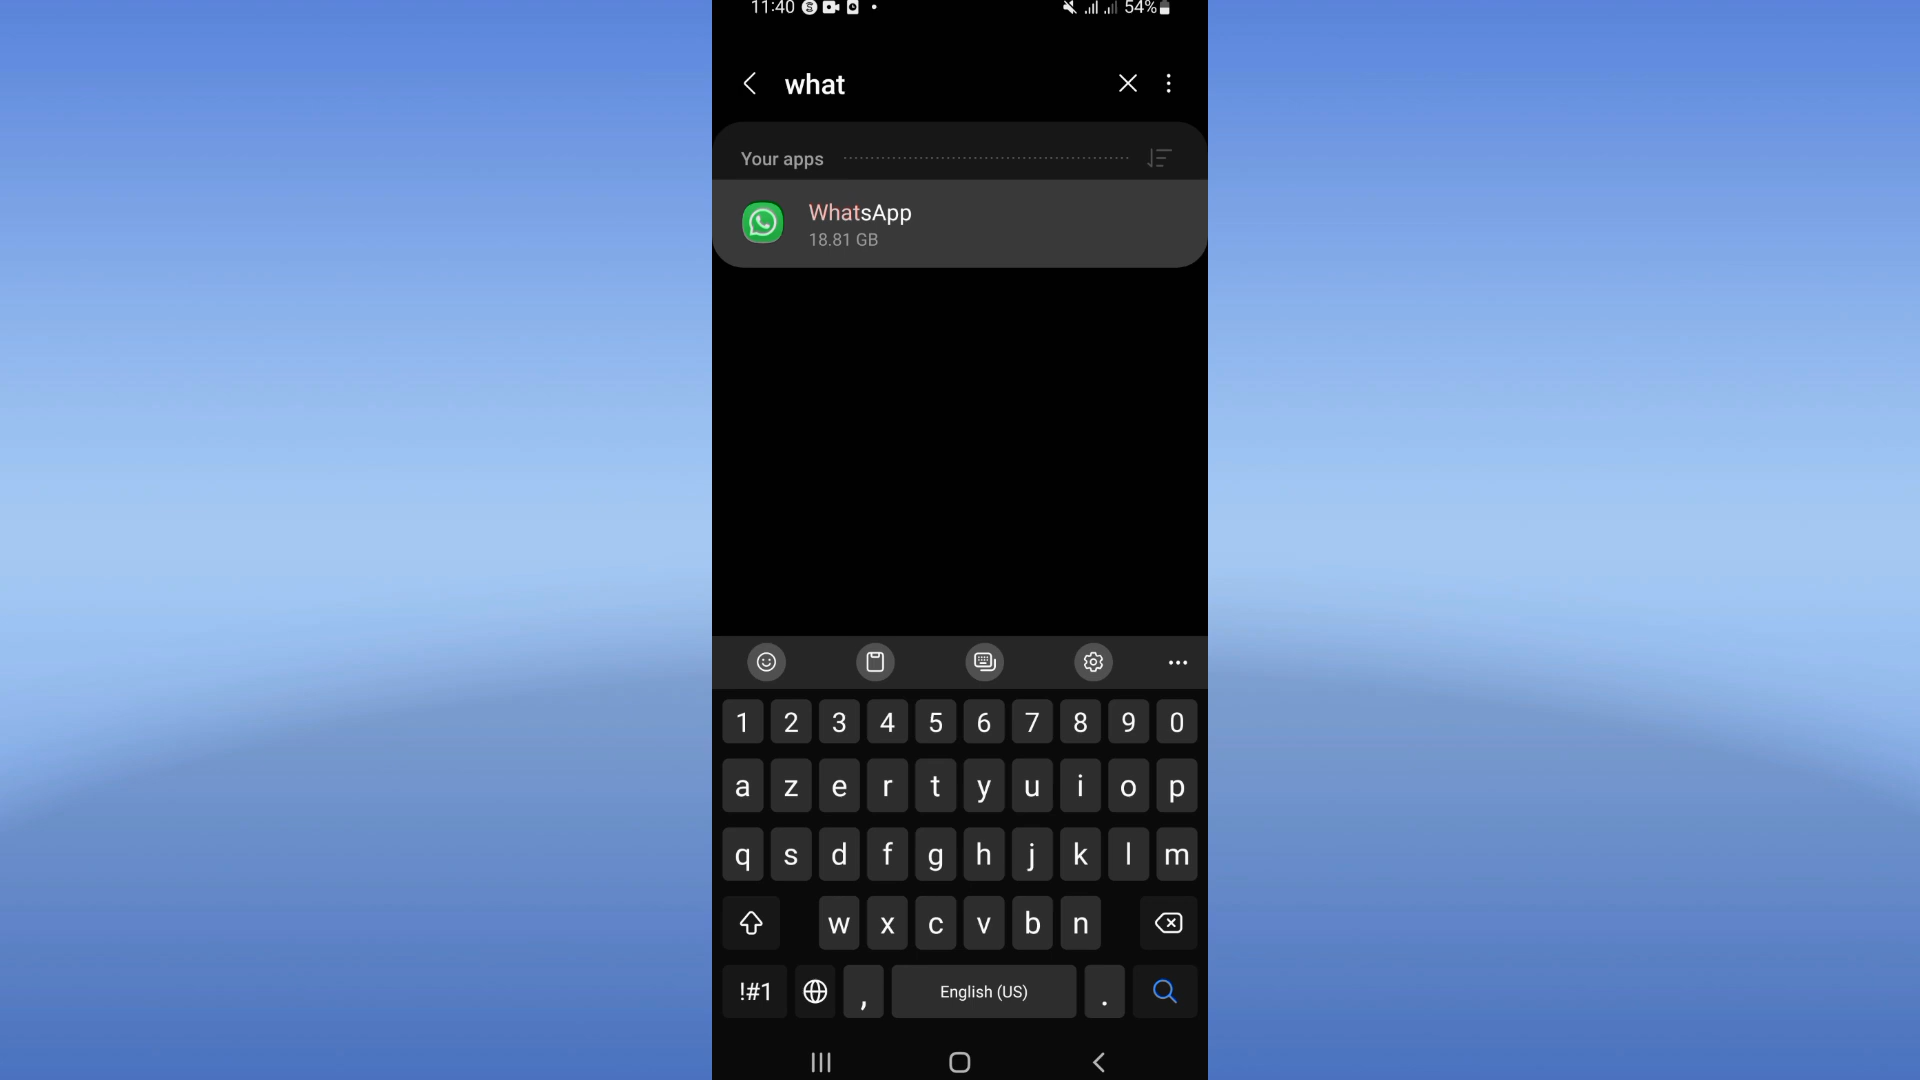 11:40 54%
what
Your apps
WhatsApp
18.81 GB
1 2 3 4 5 6 7 8 9 0
a z e r t y u i o p
q s d f g h j k l m
w x c v b n
!#1 , English (US) .